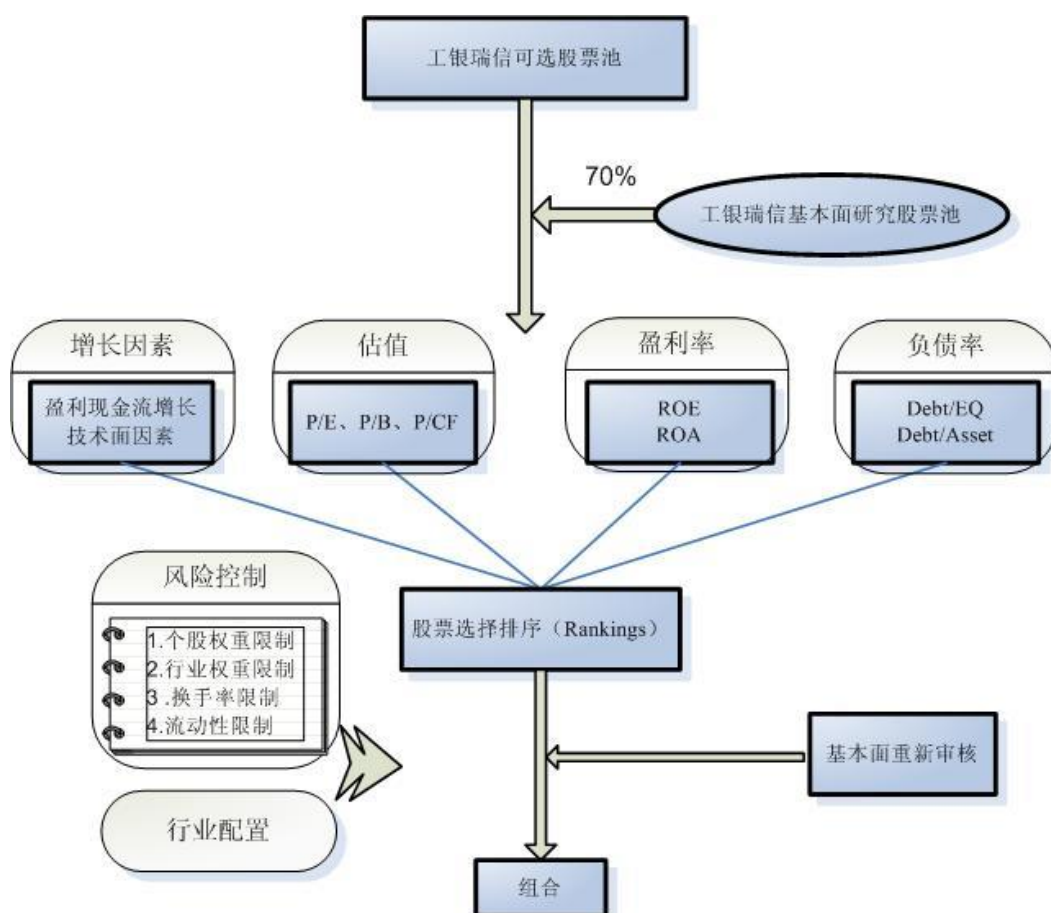 工银瑞信可选股票池
70%
工银瑞信基本面研究股票池
增长因素
盈利现金流增长
技术面因素
估值
P/E、P/B、P/CF
盈利率
ROE
ROA
负债率
Debt/EQ
Debt/Asset
风险控制
1.个股权重限制
2.行业权重限制
3 .换手率限制
4.流动性限制
股票选择排序（Rankings）
基本面重新审核
行业配置
组合